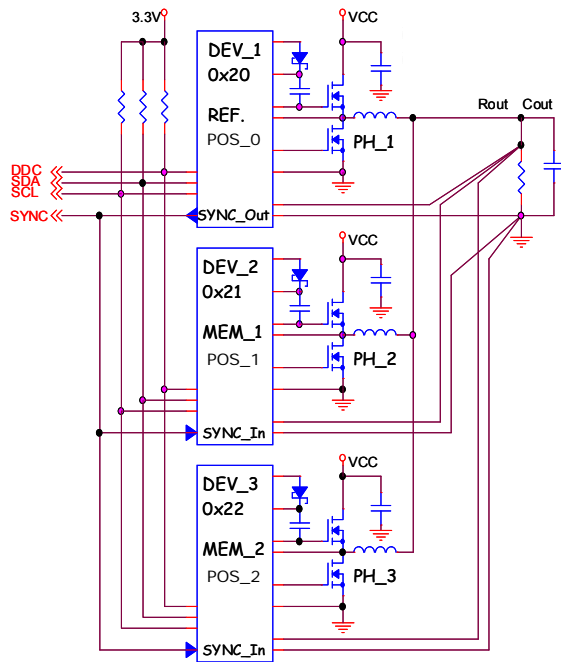 3.3V
VCC
DEV_1
0x20
REF.
POS_0
PH_1
Rout Cout
DDC
SDA
SCL
SYNC
SYNC_Out
VCC
DEV_2
0x21
MEM_1
POS_1
PH_2
SYNC_In
VCC
DEV_3
0x22
MEM_2
POS_2
PH_3
SYNC_In